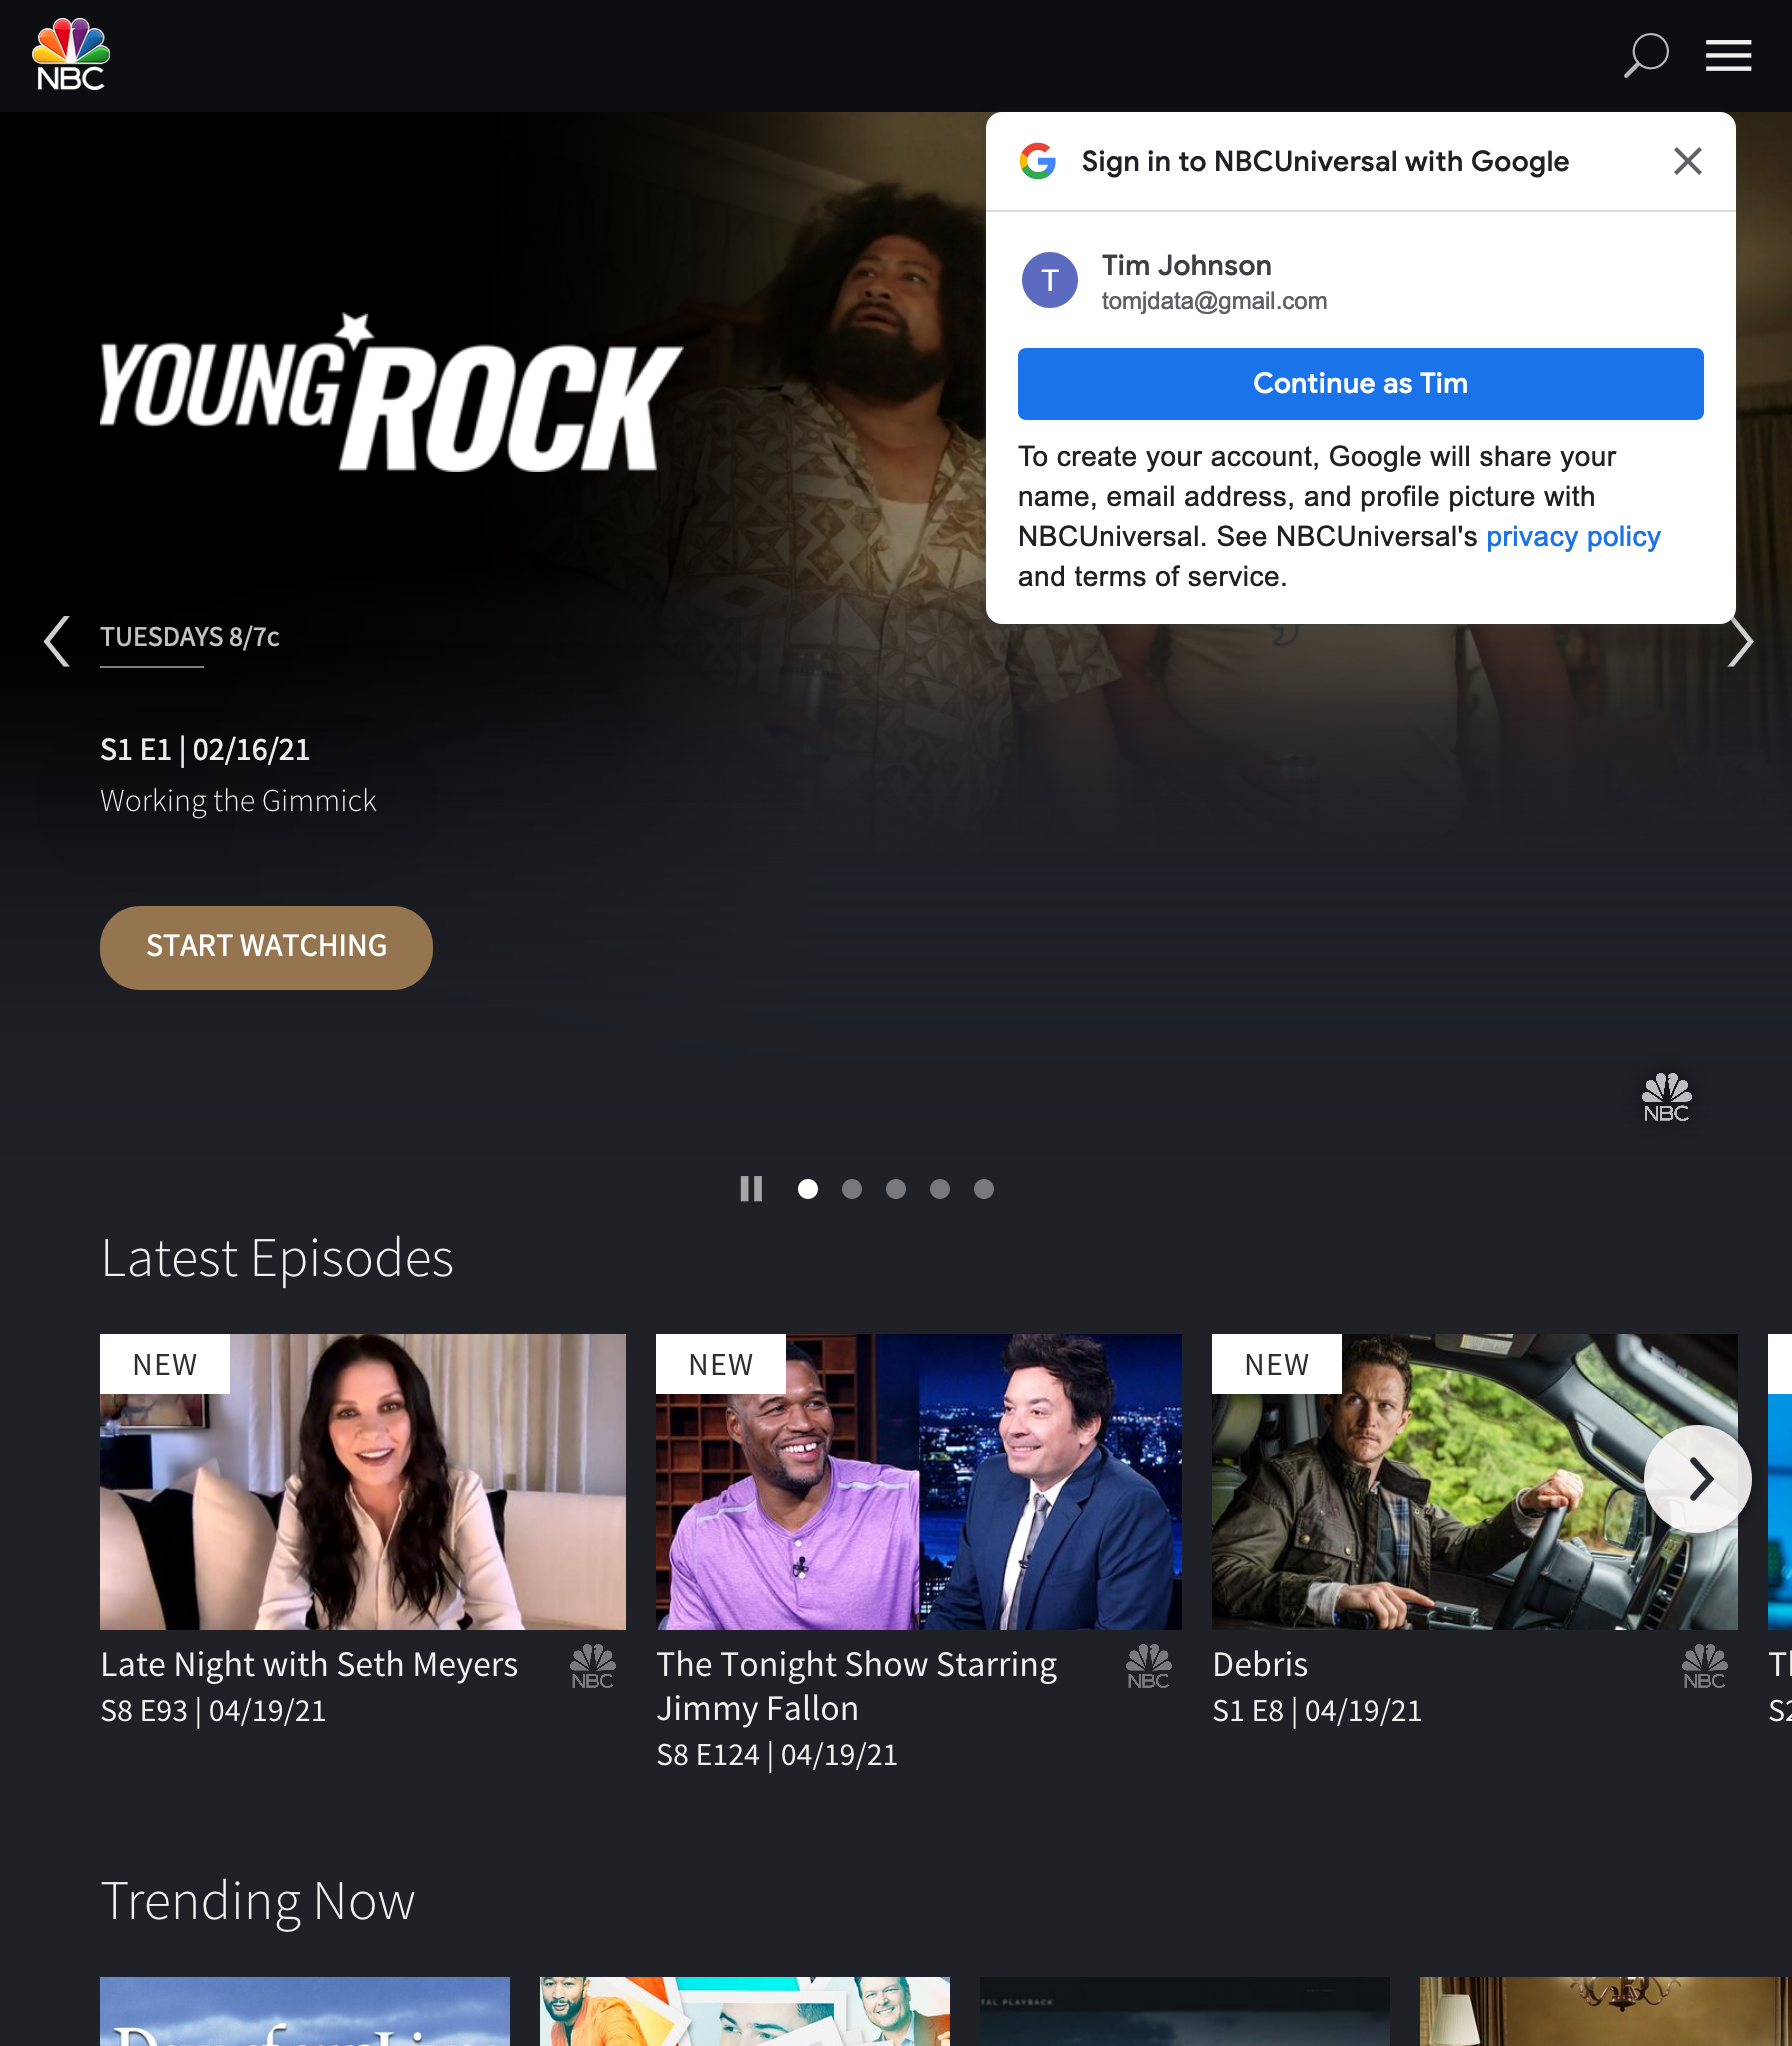 NBC
Sign in to NBCUniversal with Google
T
Tim Johnson
tomjdata@gmail.com
Continue as Tim
To create your account, Google will share your
name, email address, and profile picture with
NBCUniversal. See NBCUniversal's privacy policy
and terms of service.
YOUNG ROCK
TUESDAYS 8/7c
S1 E1 | 02/16/21
Working the Gimmick
START WATCHING
NBC
Latest Episodes
NEW
NEW
NEW
Late Night with Seth Meyers
NBC
S8 E93 | 04/19/21
The Tonight Show Starring
Jimmy Fallon
NBC
S8 E124 | 04/19/21
Debris
NBC
S1 E8 | 04/19/21
Trending Now